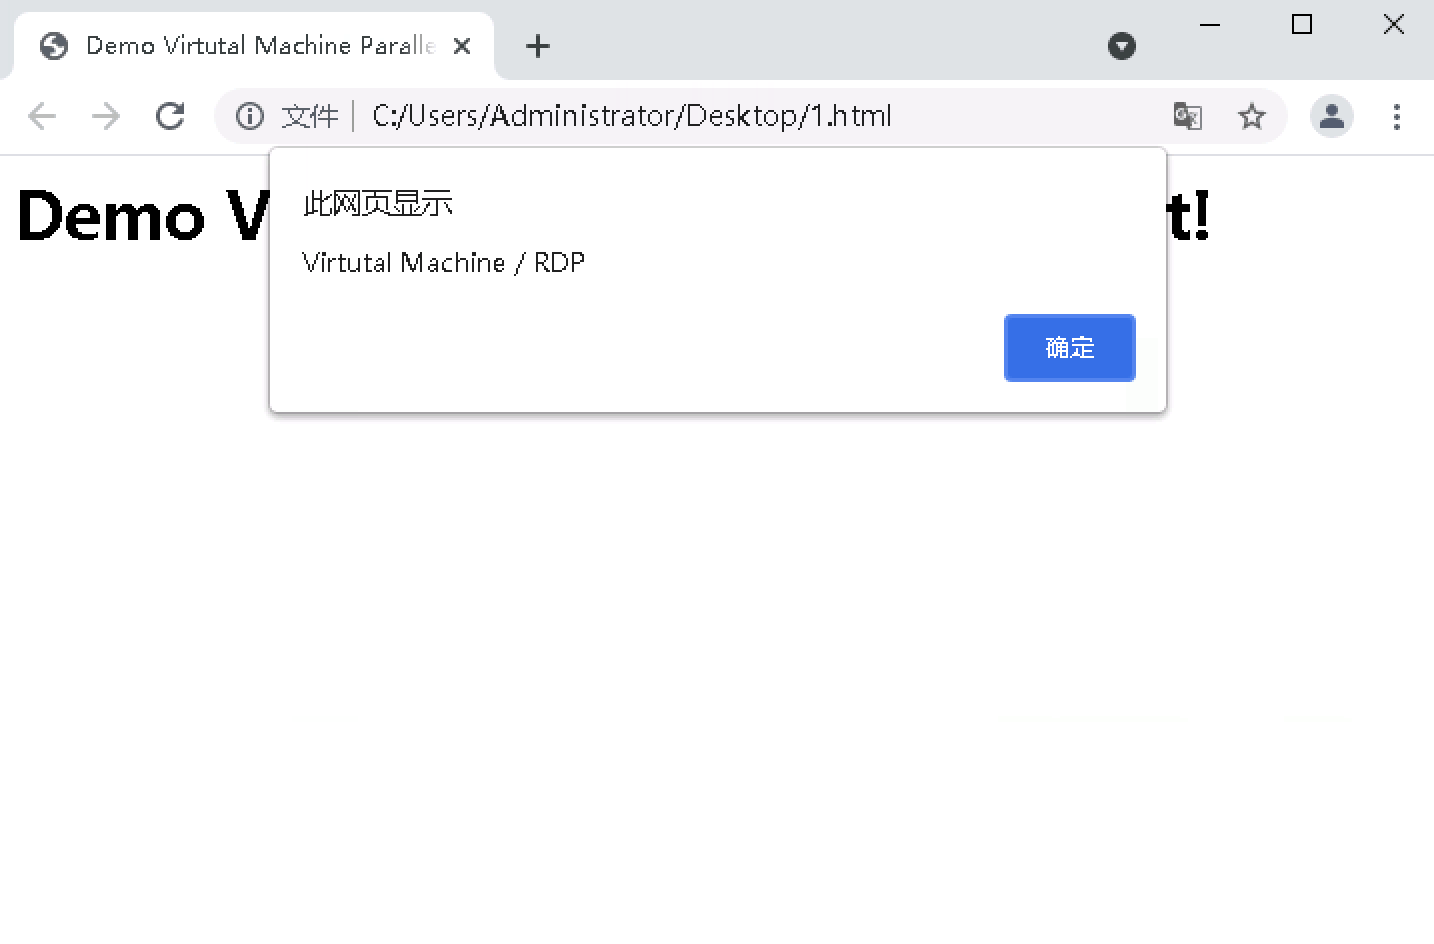 Demo Virtutal Machine Paralle
文件 C:/Users/Administrator/Desktop/1.html
Demo V
t!
此网页显示
Virtutal Machine / RDP
确定